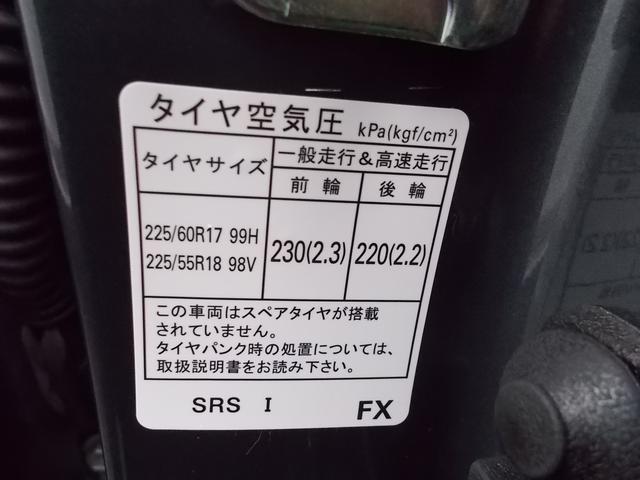 タイヤ空気圧 kPa(kgf/cm²)
タイヤサイズ 一般走行&高速走行
前輪 後輪
225/60R17 99H
225/55R18 98V
230(2.3) 220(2.2)
この車両はスペアタイヤが搭載
されていません。
タイヤパンク時の処置については、
取扱説明書をお読み下さい。
SRS I FX